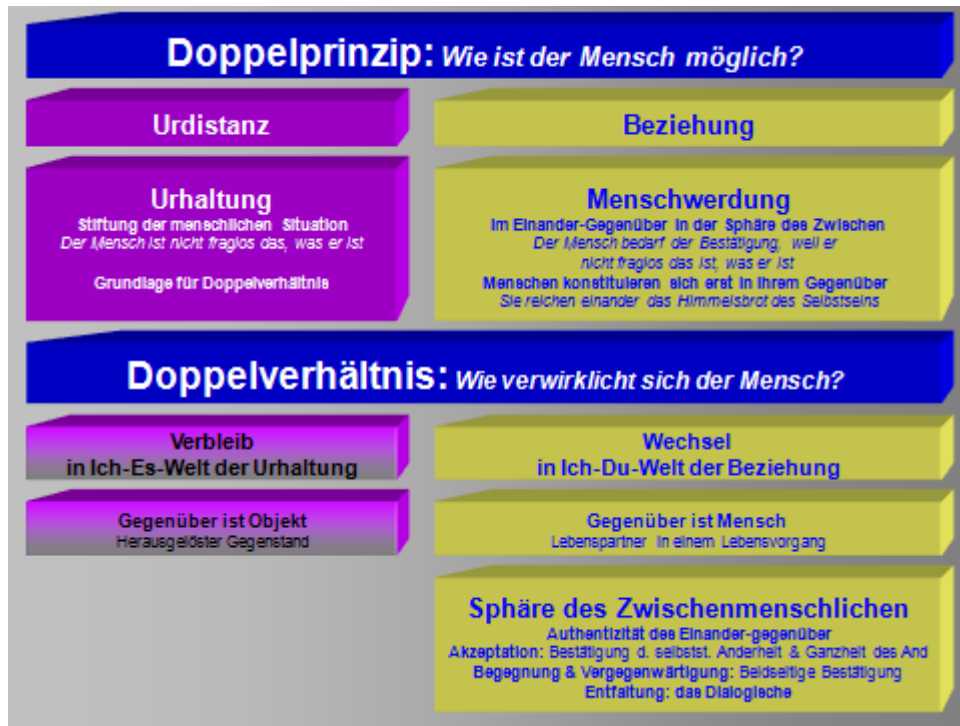 Doppelprinzip: Wie ist der Mensch möglich?
Urdistanz
Beziehung
Urhaltung
Stiftung der menschlichen Situation
Der Mensch ist nicht fraglos das, was er ist
Grundlage für Doppelverhältnis
Menschwerdung
Im Einander-Gegenüber in der Sphäre des Zwischen
Der Mensch bedarf der Bestätigung, weil er
nicht fraglos das ist, was er ist
Menschen konstituieren sich erst in ihrem Gegenüber
Sie reichen einander das Himmelsbrot des Selbstseins
Doppelverhältnis: Wie verwirklicht sich der Mensch?
Verbleib
in Ich-Es-Welt der Urhaltung
Wechsel
in Ich-Du-Welt der Beziehung
Gegenüber ist Objekt
Herausgelöster Gegenstand
Gegenüber ist Mensch
Lebenspartner in einem Lebensvorgang
Sphäre des Zwischenmenschlichen
Authentizität des Einander-gegenüber
Akzeptation: Bestätigung d. selbstst. Anderheit & Ganzheit des And
Begegnung & Vergegenwärtigung: Beidseitige Bestätigung
Entfaltung: das Dialogische